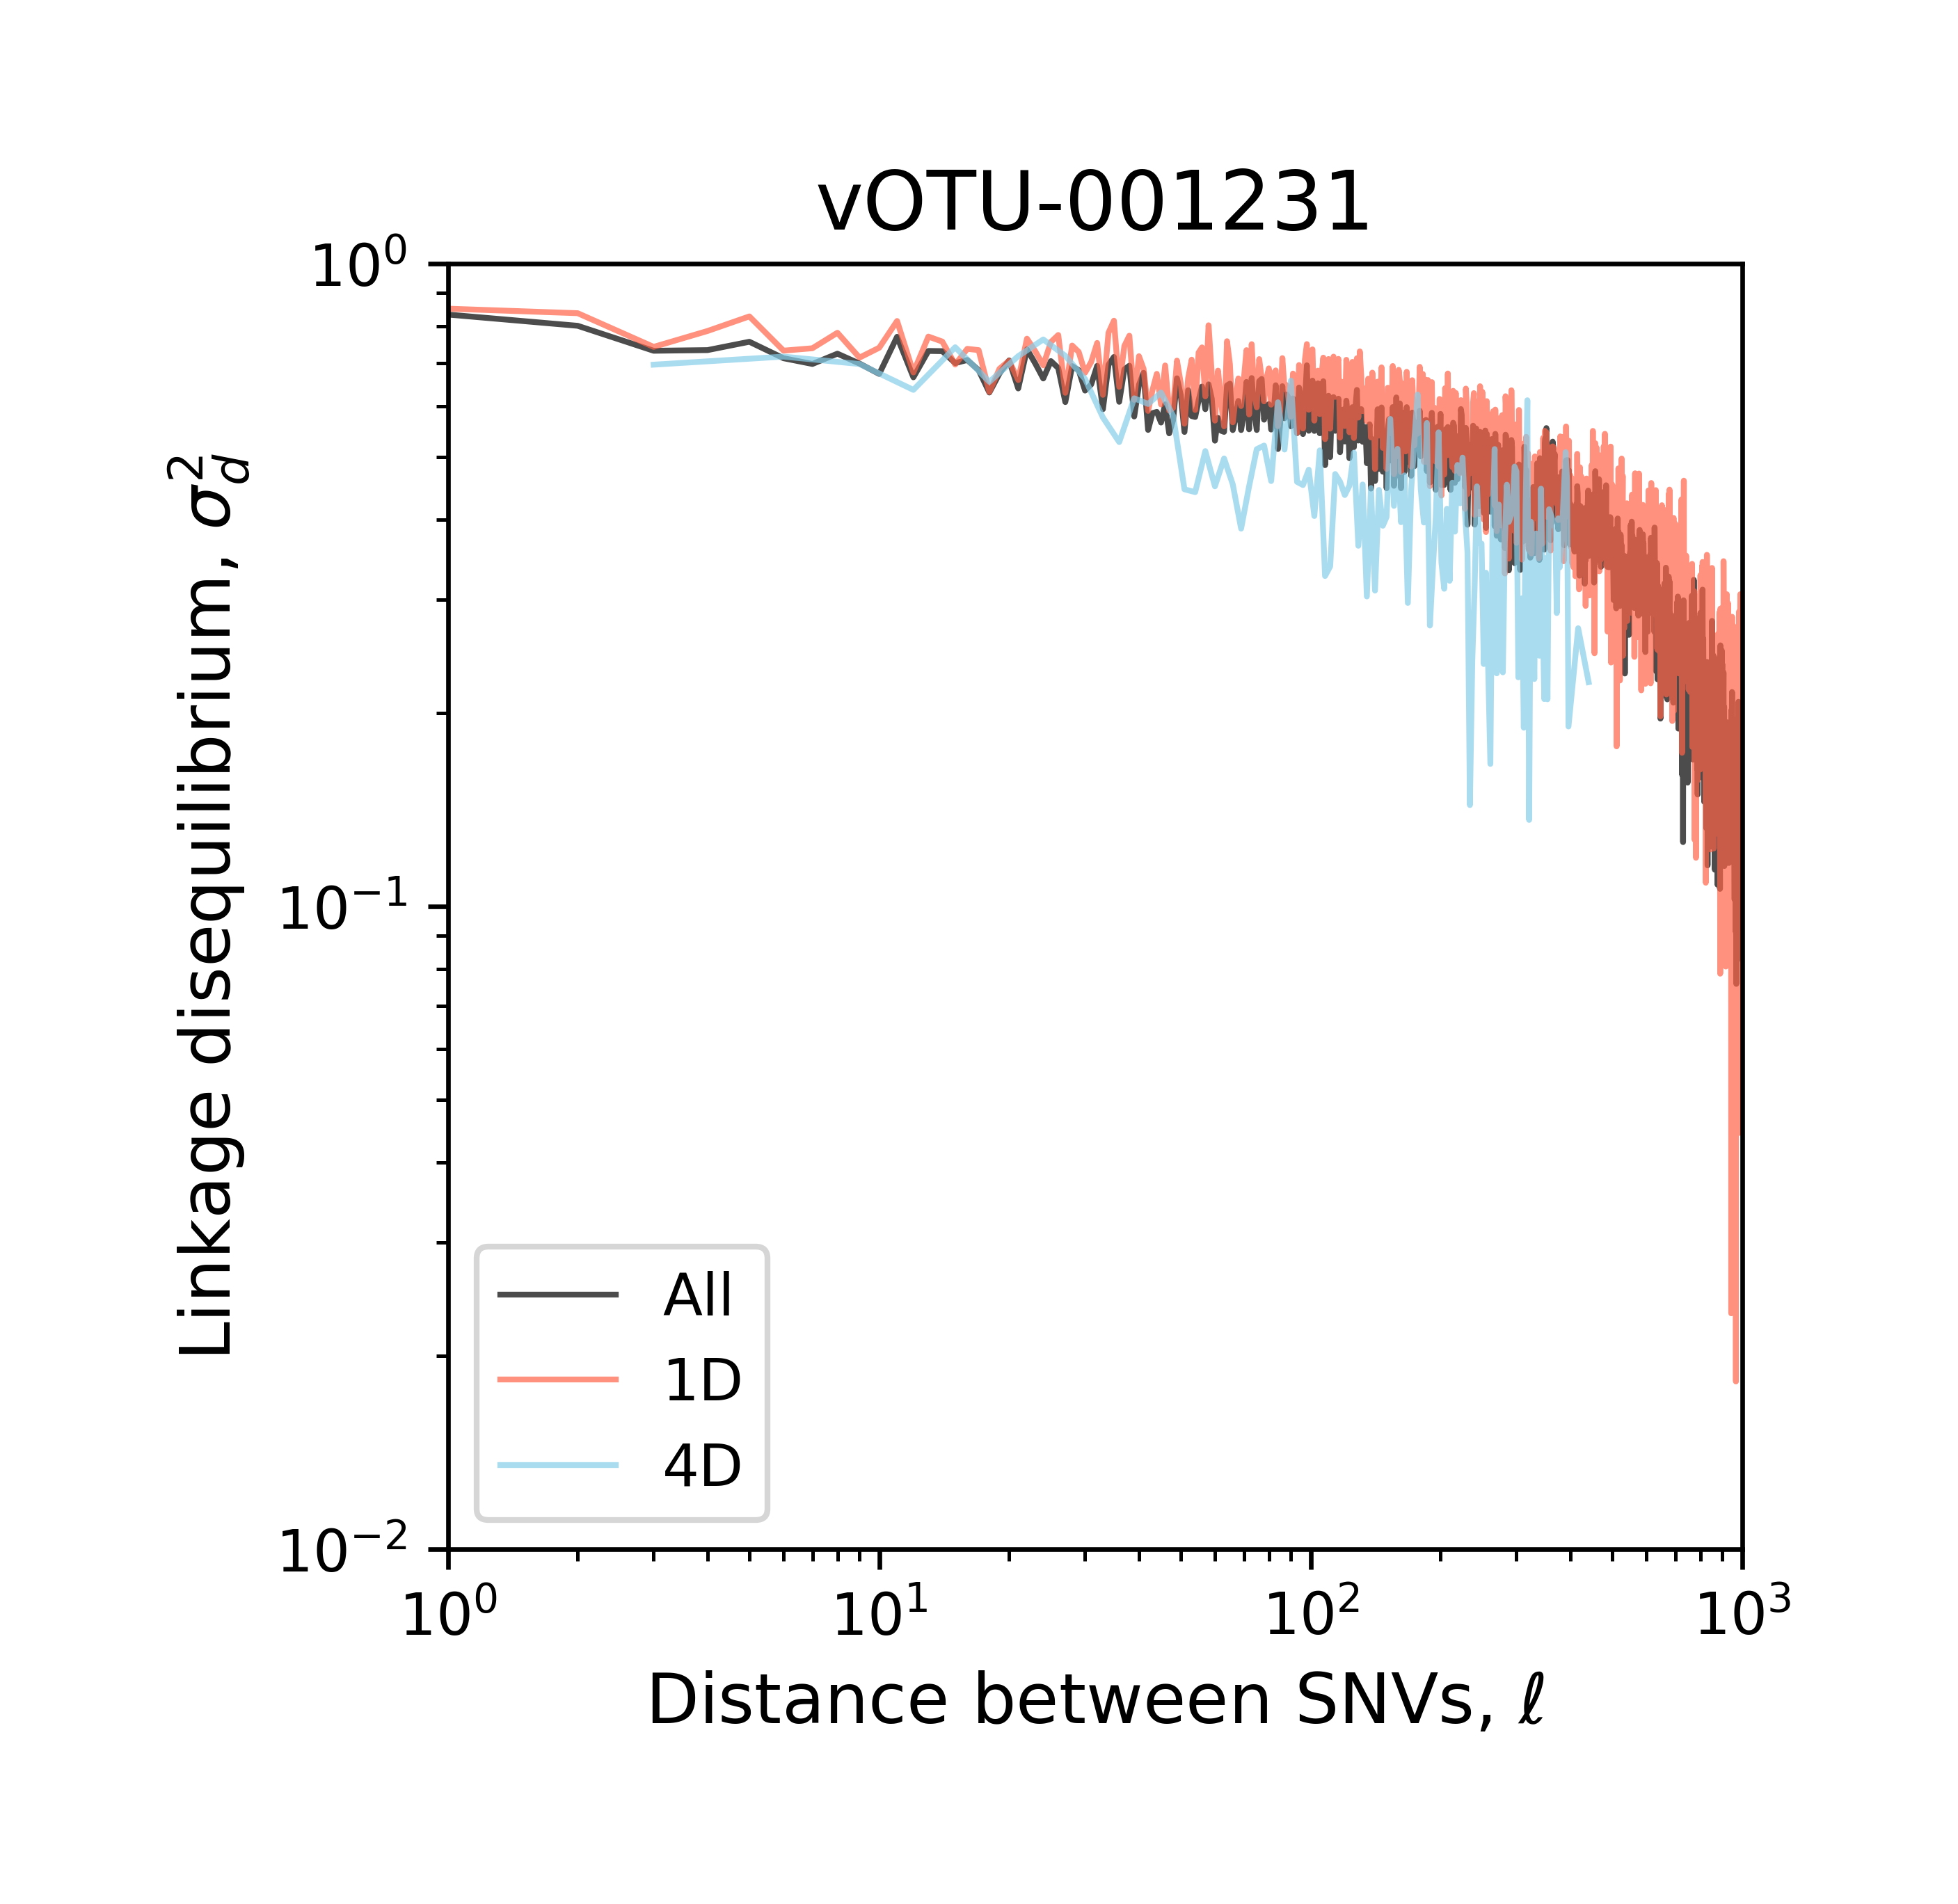 vOTU-001231
Linkage disequilibrium, σ_d^2
10^0
10^-1
10^-2
All
1D
4D
10^0 10^1 10^2 10^3
Distance between SNVs, ℓ